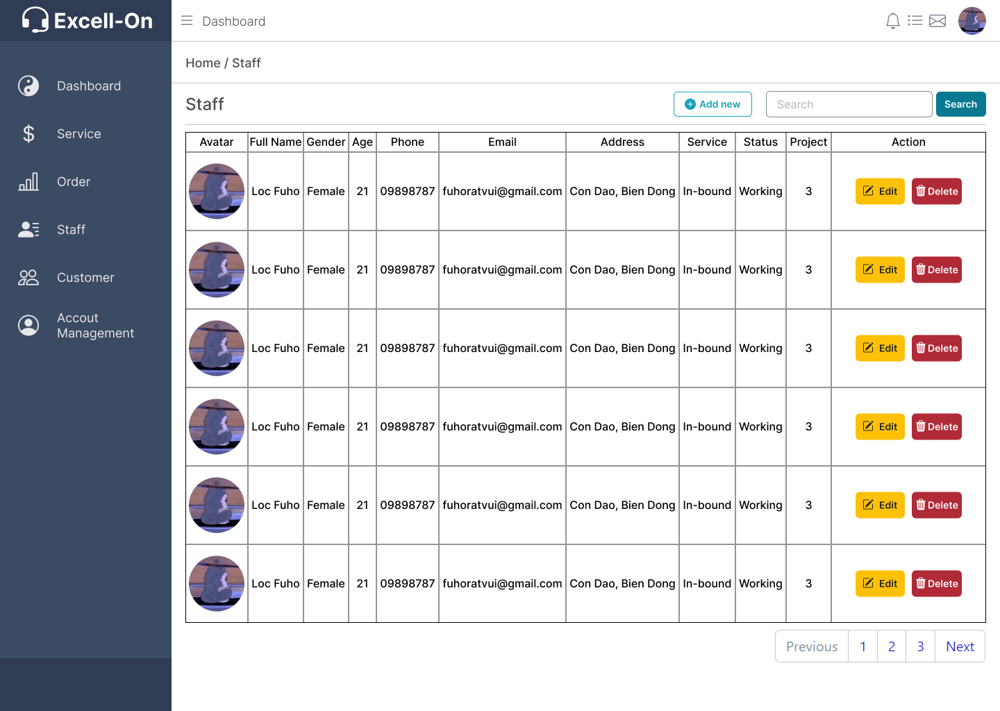 Excell-On
Dashboard
Dashboard
Service
Order
Staff
Customer
Accout
Management
Home / Staff
Staff
Add new
Search
Search
Avatar Full Name Gender Age Phone Email Address Service Status Project Action
Loc Fuho Female 21 09898787 fuhoratvui@gmail.com Con Dao, Bien Dong In-bound Working 3 Edit Delete
Loc Fuho Female 21 09898787 fuhoratvui@gmail.com Con Dao, Bien Dong In-bound Working 3 Edit Delete
Loc Fuho Female 21 09898787 fuhoratvui@gmail.com Con Dao, Bien Dong In-bound Working 3 Edit Delete
Loc Fuho Female 21 09898787 fuhoratvui@gmail.com Con Dao, Bien Dong In-bound Working 3 Edit Delete
Loc Fuho Female 21 09898787 fuhoratvui@gmail.com Con Dao, Bien Dong In-bound Working 3 Edit Delete
Loc Fuho Female 21 09898787 fuhoratvui@gmail.com Con Dao, Bien Dong In-bound Working 3 Edit Delete
Previous 1 2 3 Next